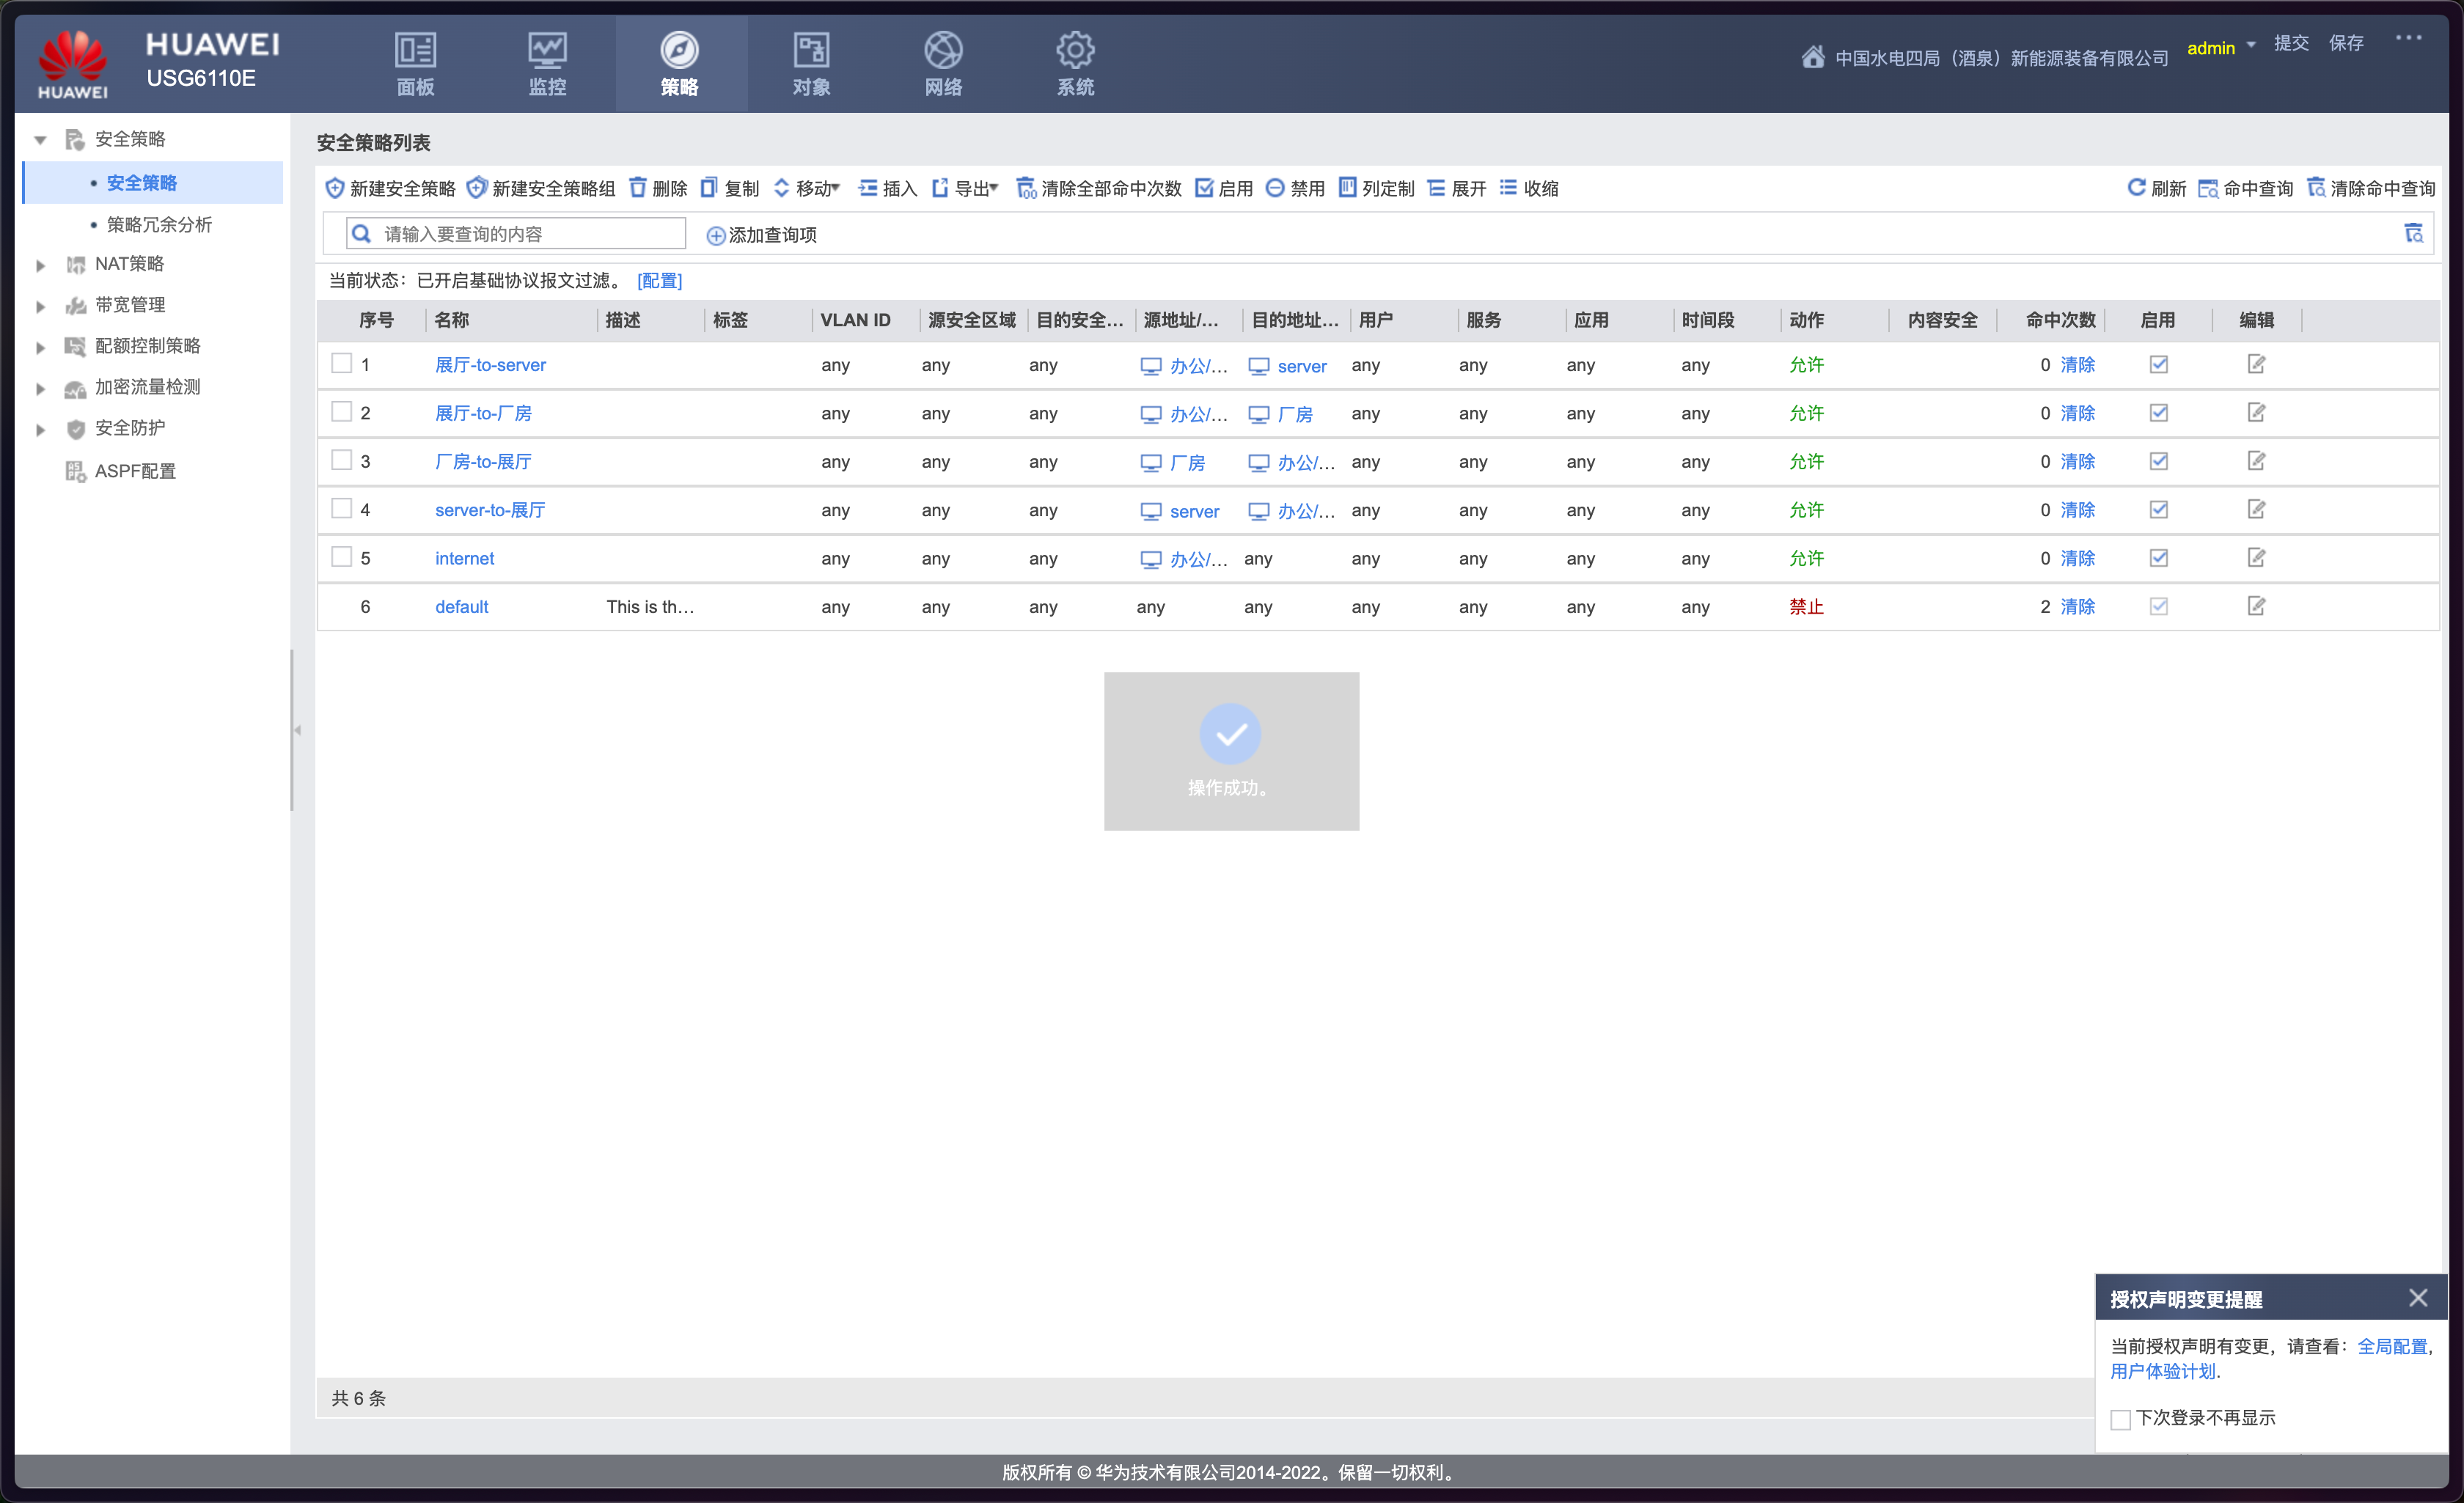 HUAWEI
HUAWEI
USG6110E
面板
监控
策略
对象
网络
系统
中国水电四局（酒泉）新能源装备有限公司
admin
提交
保存
安全策略
安全策略
策略冗余分析
NAT策略
带宽管理
配额控制策略
加密流量检测
安全防护
ASPF配置
安全策略列表
新建安全策略 新建安全策略组 删除 复制 移动 插入 导出 清除全部命中次数 启用 禁用 列定制 展开 收缩 刷新 命中查询 清除命中查询
请输入要查询的内容 添加查询项
当前状态：已开启基础协议报文过滤。 [配置]
序号 名称 描述 标签 VLAN ID 源安全区域 目的安全... 源地址/... 目的地址... 用户 服务 应用 时间段 动作 内容安全 命中次数 启用 编辑
1 展厅-to-server any any any 办公/... server any any any any 允许 0 清除
2 展厅-to-厂房 any any any 办公/... 厂房 any any any any 允许 0 清除
3 厂房-to-展厅 any any any 厂房 办公/... any any any any 允许 0 清除
4 server-to-展厅 any any any server 办公/... any any any any 允许 0 清除
5 internet any any any 办公/... any any any any any 允许 0 清除
6 default This is th... any any any any any any any any any 禁止 2 清除
操作成功。
共 6 条
授权声明变更提醒
当前授权声明有变更，请查看：全局配置,
用户体验计划.
下次登录不再显示
版权所有 © 华为技术有限公司2014-2022。保留一切权利。